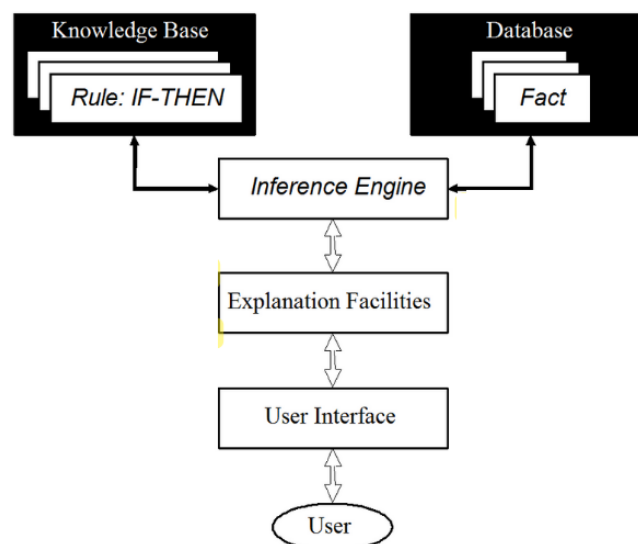 Knowledge Base
Rule: IF-THEN
Database
Fact
Inference Engine
Explanation Facilities
User Interface
User